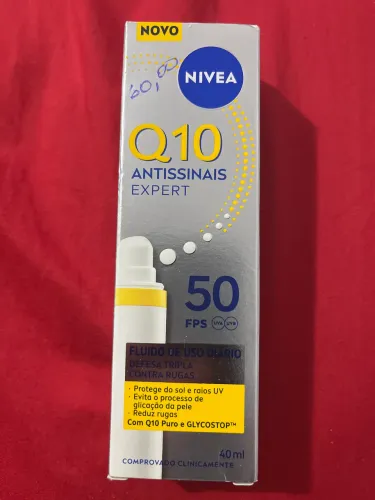 NOVO
60,00
NIVEA
Q10
ANTISSINAIS
EXPERT
50
FPS UVA UVB
FLUIDO DE USO DIÁRIO
DEFESA TRIPLA
CONTRA RUGAS
• Protege do sol e raios UV
• Evita o processo de
glicação da pele
• Reduz rugas
Com Q10 Puro e GLYCOSTOP™
40 ml
COMPROVADO CLINICAMENTE